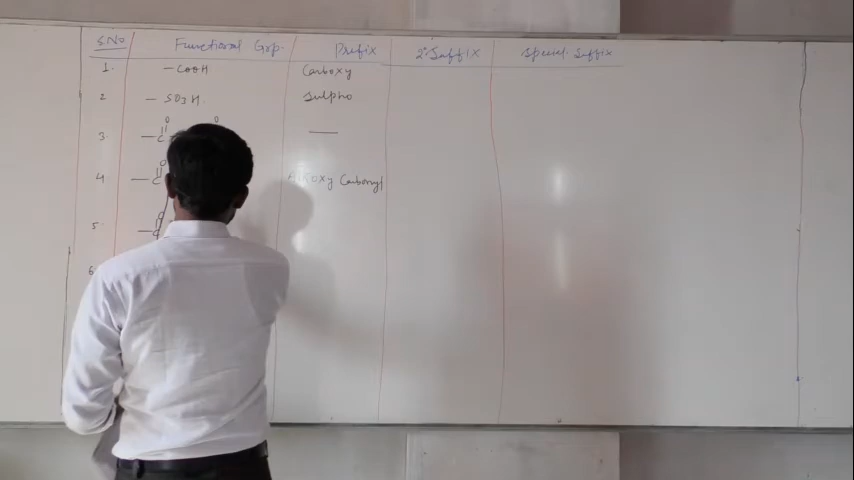 S.No Functional Grp. Prefix 2° Suffix Special Suffix
1. —COOH Carboxy
2 — SO3H. Sulpho
3. O O — C —
4 O — C Alkoxy Carbonyl
5. O — C
6